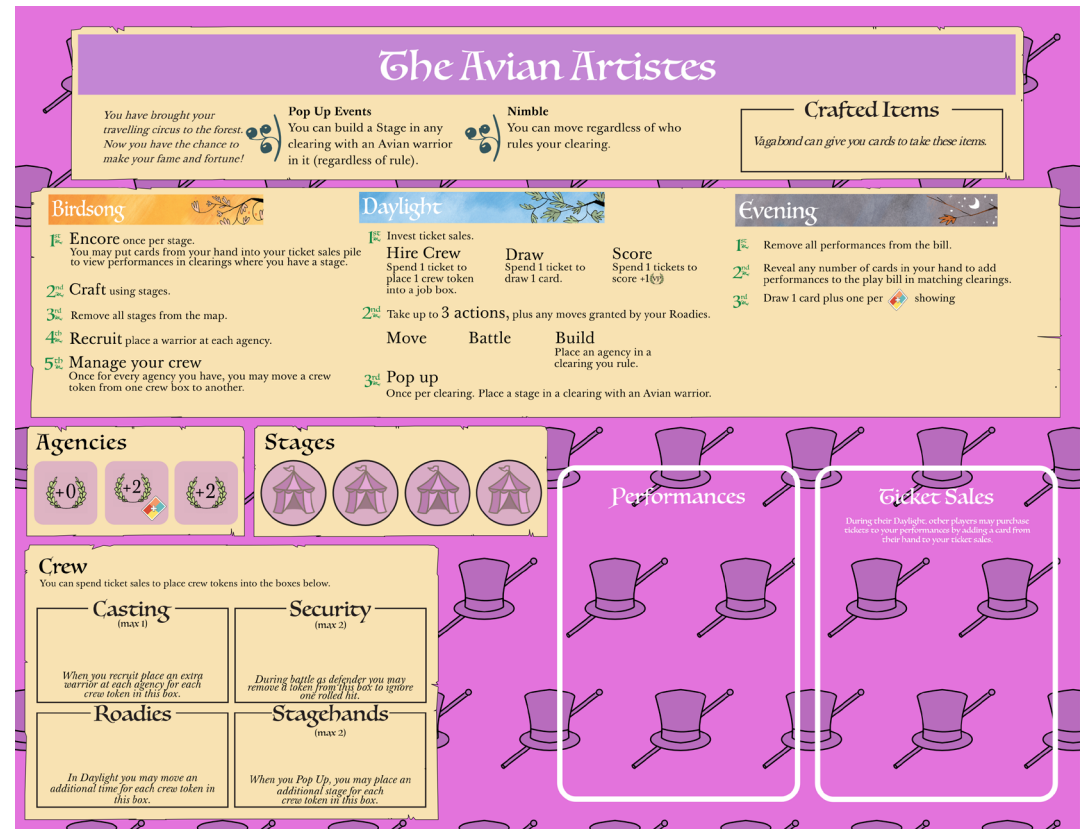 The Avian Artistes
You have brought your
travelling circus to the forest.
Now you have the chance to
make your fame and fortune!
Pop Up Events
You can build a Stage in any
clearing with an Avian warrior
in it (regardless of rule).
Nimble
You can move regardless of who
rules your clearing.
Crafted Items
Vagabond can give you cards to take these items.
Birdsong
1st Encore once per stage.
You may put cards from your hand into your ticket sales pile
to view performances in clearings where you have a stage.
2nd Craft using stages.
3rd Remove all stages from the map.
4th Recruit place a warrior at each agency.
5th Manage your crew
Once for every agency you have, you may move a crew
token from one crew box to another.
Daylight
1st Invest ticket sales.
Hire Crew
Spend 1 ticket to
place 1 crew token
into a job box.
Draw
Spend 1 ticket to
draw 1 card.
Score
Spend 1 tickets to
score +1 VP
2nd Take up to 3 actions, plus any moves granted by your Roadies.
Move
Battle
Build
Place an agency in a
clearing you rule.
3rd Pop up
Once per clearing. Place a stage in a clearing with an Avian warrior.
Evening
1st Remove all performances from the bill.
2nd Reveal any number of cards in your hand to add
performances to the play bill in matching clearings.
3rd Draw 1 card plus one per showing
Agencies
+0
+2
+2
Stages
Crew
You can spend ticket sales to place crew tokens into the boxes below.
Casting
(max 1)
When you recruit place an extra
warrior at each agency for each
crew token in this box.
Security
(max 2)
During battle as defender you may
remove a token from this box to ignore
one rolled hit.
Roadies
In Daylight you may move an
additional time for each crew token in
this box.
Stagehands
(max 2)
When you Pop Up, you may place an
additional stage for each
crew token in this box.
Performances
Ticket Sales
During their Daylight, other players may purchase
tickets to your performances by adding a card from
their hand to your ticket sales.